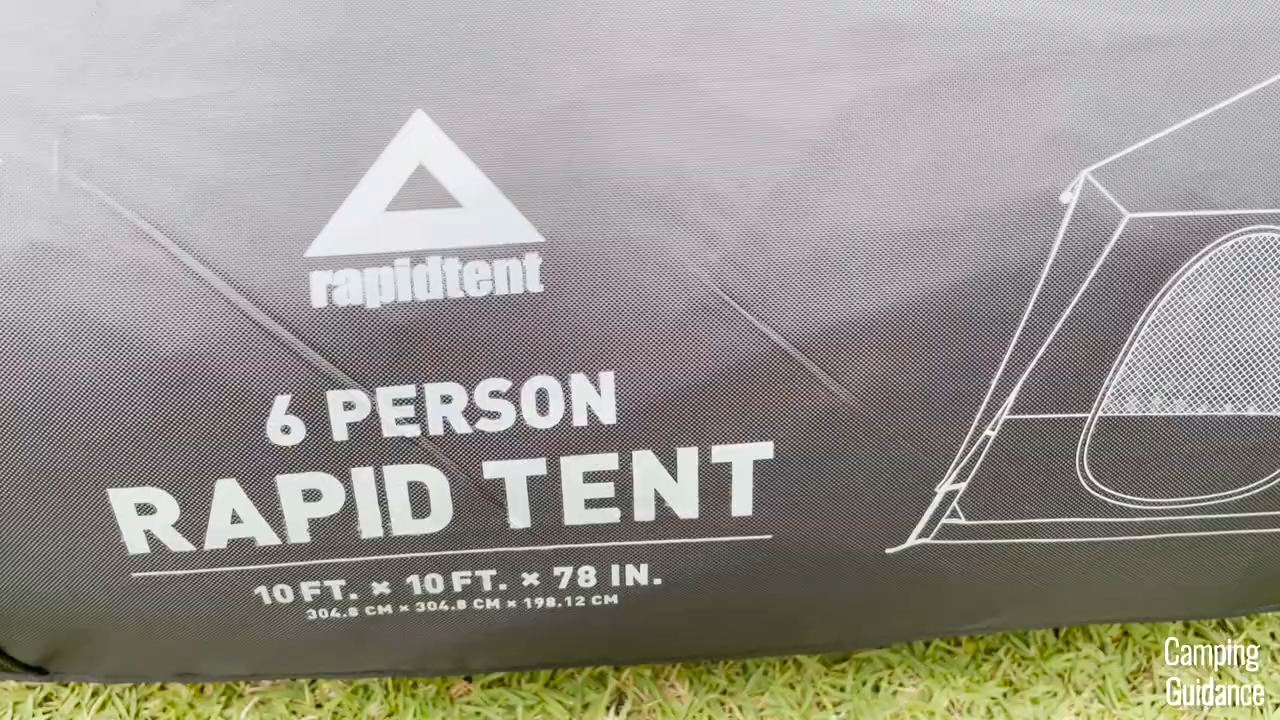 rapidtent
6 PERSON
RAPID TENT
10 FT. × 10 FT. × 78 IN.
304.8 CM × 304.8 CM × 198.12 CM
Camping
Guidance